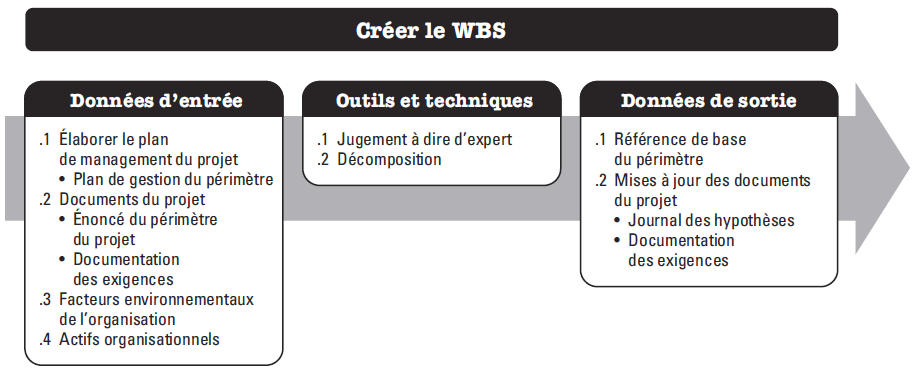 Créer le WBS
Données d'entrée
.1 Élaborer le plan
de management du projet
• Plan de gestion du périmètre
.2 Documents du projet
• Énoncé du périmètre
du projet
• Documentation
des exigences
.3 Facteurs environnementaux
de l'organisation
.4 Actifs organisationnels
Outils et techniques
.1 Jugement à dire d'expert
.2 Décomposition
Données de sortie
.1 Référence de base
du périmètre
.2 Mises à jour des documents
du projet
• Journal des hypothèses
• Documentation
des exigences